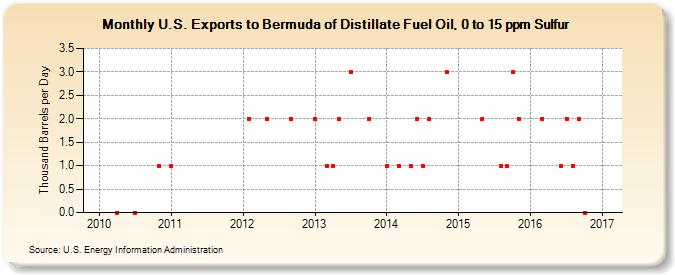 Monthly U.S. Exports to Bermuda of Distillate Fuel Oil, 0 to 15 ppm Sulfur
Thousand Barrels per Day
3.5
3.0
2.5
2.0
1.5
1.0
0.5
0.0
2010 2011 2012 2013 2014 2015 2016 2017
Source: U.S. Energy Information Administration